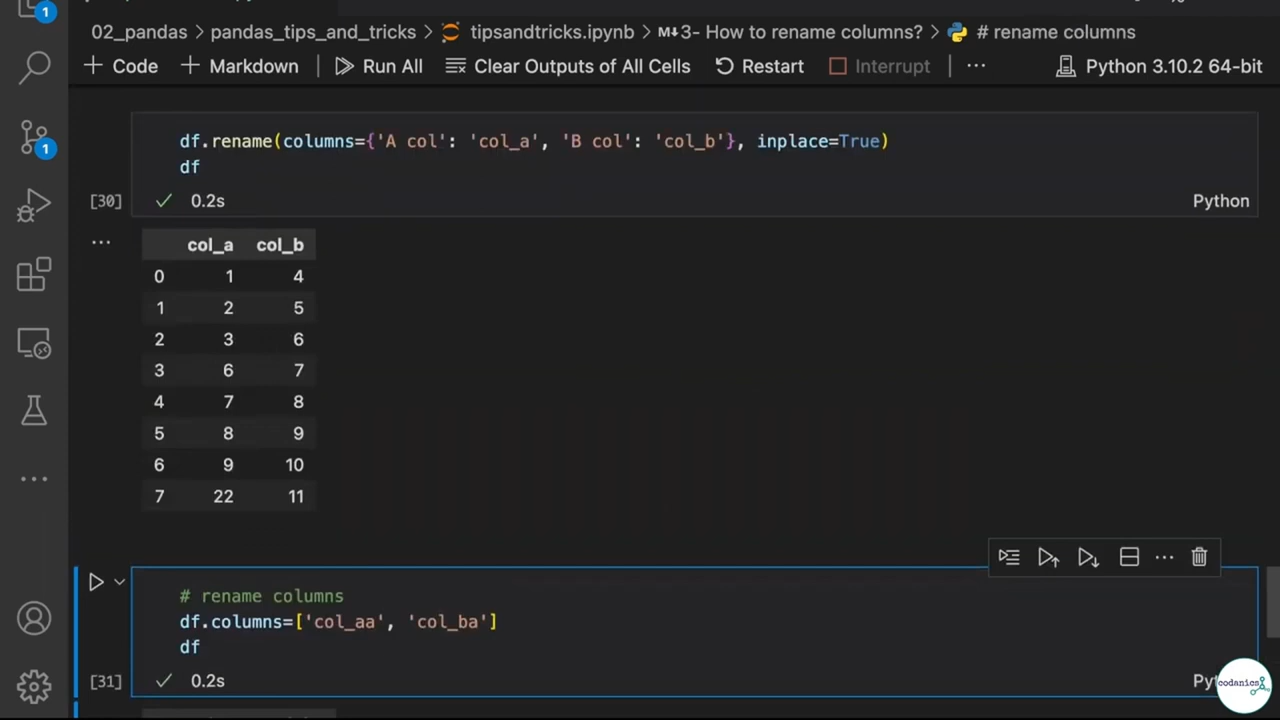 1
02_pandas > pandas_tips_and_tricks > tipsandtricks.ipynb > M↓3- How to rename columns? > # rename columns
+ Code + Markdown | Run All Clear Outputs of All Cells Restart Interrupt | ... Python 3.10.2 64-bit
1
df.rename(columns={'A col': 'col_a', 'B col': 'col_b'}, inplace=True)
df
[30] ✓ 0.2s Python
... col_a col_b
0 1 4
1 2 5
2 3 6
3 6 7
4 7 8
5 8 9
6 9 10
7 22 11
# rename columns
df.columns=['col_aa', 'col_ba']
df
[31] ✓ 0.2s
codanics